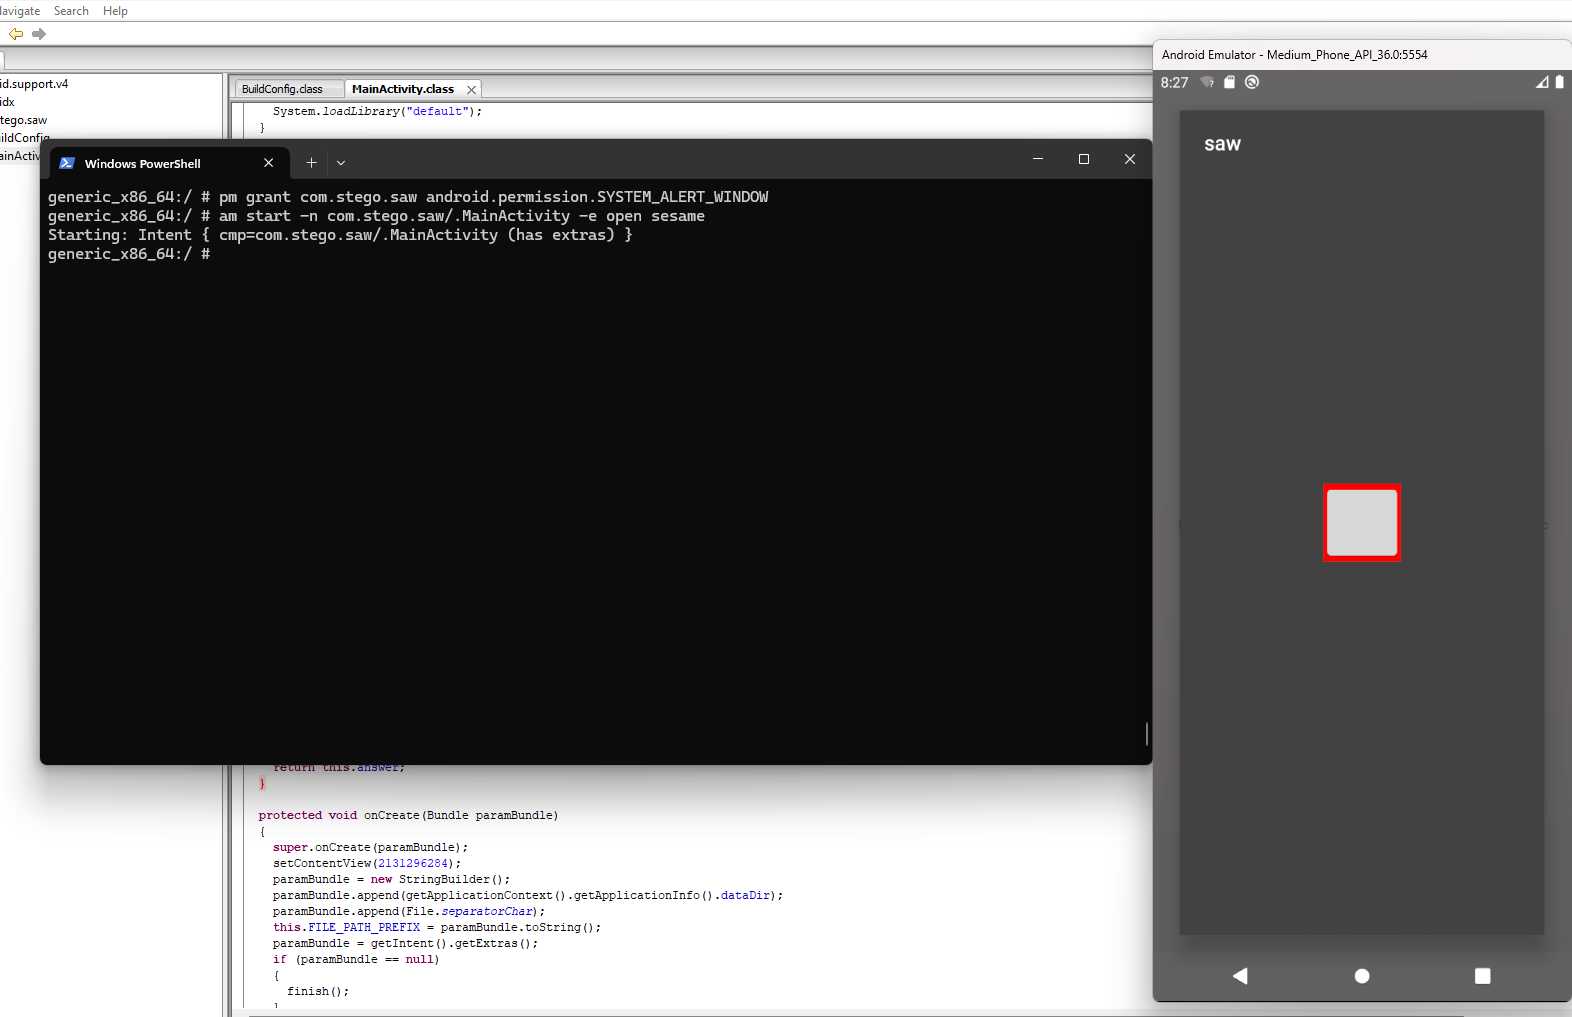 Search
Help
Android Emulator - Medium_Phone_API_36.0:5554
8:27
id.support.v4
idx
tego.saw
uildConfig
BuildConfig.class
MainActivity.class
System.loadLibrary("default");
}
saw
Windows PowerShell
generic_x86_64:/ # pm grant com.stego.saw android.permission.SYSTEM_ALERT_WINDOW
generic_x86_64:/ # am start -n com.stego.saw/.MainActivity -e open sesame
Starting: Intent { cmp=com.stego.saw/.MainActivity (has extras) }
generic_x86_64:/ #
return this.answer;
}
protected void onCreate(Bundle paramBundle)
{
super.onCreate(paramBundle);
setContentView(2131296284);
paramBundle = new StringBuilder();
paramBundle.append(getApplicationContext().getApplicationInfo().dataDir);
paramBundle.append(File.separatorChar);
this.FILE_PATH_PREFIX = paramBundle.toString();
paramBundle = getIntent().getExtras();
if (paramBundle == null)
{
finish();